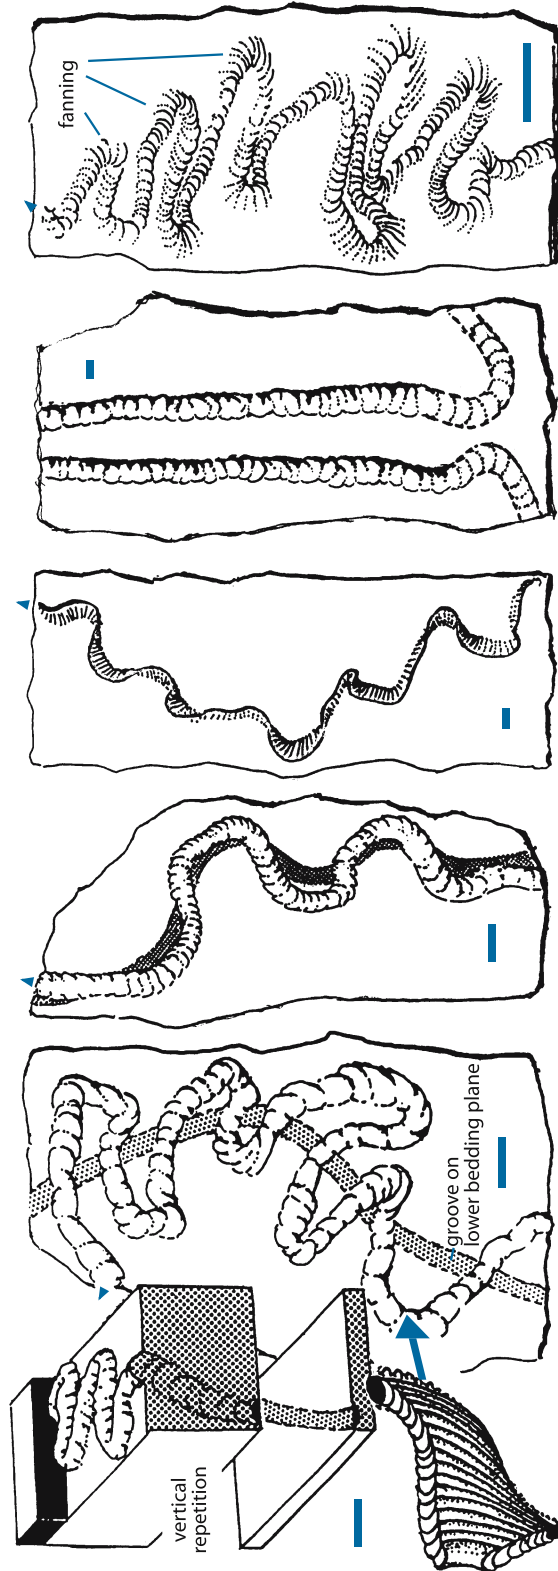 fanning
groove on
lower bedding plane
vertical
repetition